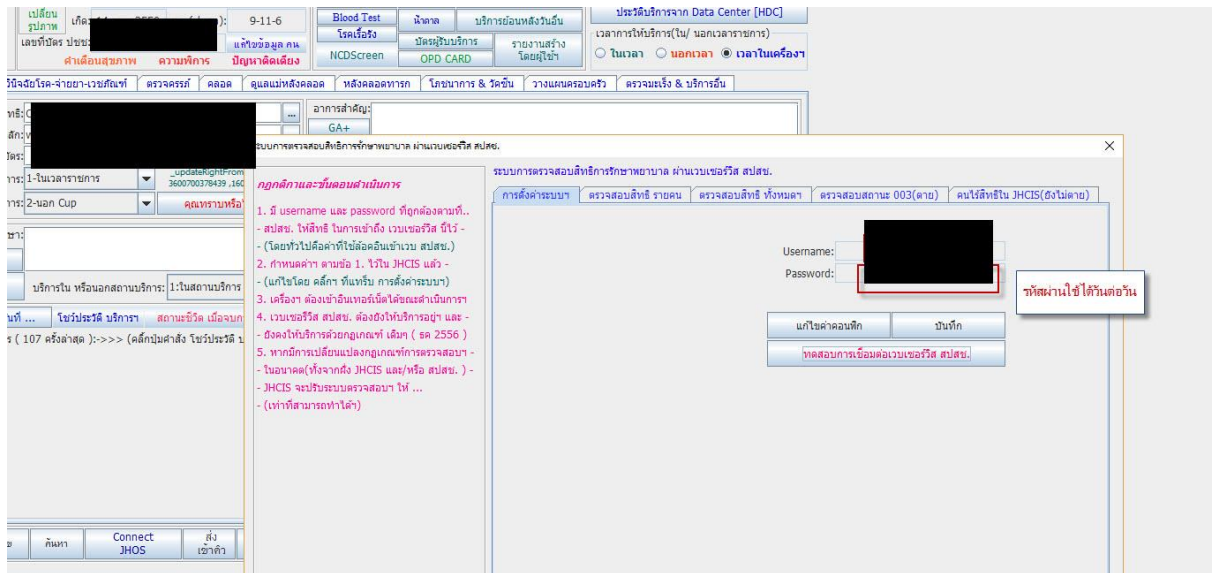 เปลี่ยน
รูปภาพ
เกิด:
9-11-6
Blood Test
น้ำตาล
บริการย้อนหลังวันอื่น
ประวัติบริการจาก Data Center [HDC]
โรคเรื้อรัง
บัตรผู้รับบริการ
รายงานสร้าง
โดยผู้ใช้ฯ
เวลาการให้บริการ(ใน/ นอกเวลาราชการ)
เลขที่บัตร ปชช:
แก้ไขข้อมูล คน
NCDScreen
OPD CARD
ในเวลา
นอกเวลา
เวลาในเครื่องฯ
คำเตือนสุขภาพ
ความพิการ
ปัญหาติดเตียง
วินิจฉัยโรค-จ่ายยา-เวชภัณฑ์
ตรวจครรภ์
คลอด
ดูแลแม่หลังคลอด
หลังคลอดทารก
โภชนาการ & วัคซีน
วางแผนครอบครัว
ตรวจมะเร็ง & บริการอื่น
...
อาการสำคัญ:
GA+
1-ในเวลาราชการ
_updateRightFrom
3600700378439 ,160
2-นอก Cup
คุณทราบหรือ
บริการใน หรือนอกสถานบริการ:
1:ในสถานบริการ
โชว์ประวัติ บริการฯ
( 107 ครั้งล่าสุด ):->>> (คลิ๊กปุ่มคำสั่ง โชว์ประวัติ
ค้นหา
Connect
JHOS
ส่ง
เข้าคิว
ระบบการตรวจสอบสิทธิการรักษาพยาบาล ผ่านเวบเซอร์วิส สปสช.
กฎกติกาและขั้นตอนดำเนินการ
1. มี username และ password ที่ถูกต้องตามที่..
- สปสช. ให้สิทธิ ในการเข้าถึง เวบเซอร์วิส นี้ไว้ -
- (โดยทั่วไปคือค่าที่ใช้ล้อคอินเข้าเวบ สปสช.)
2. กำหนดค่าฯ ตามข้อ 1. ไว้ใน JHCIS แล้ว -
- (แก้ไขโดย คลิ๊กฯ ที่แทร็บ การตั้งค่าระบบฯ)
3. เครื่องฯ ต้องเข้าอินเทอร์เน็ตได้ขณะดำเนินการฯ
4. เวบเซอร์วิส สปสช. ต้องยังให้บริการอยู่ฯ และ -
- ยังคงให้บริการด้วยกฎเกณฑ์ เดิมๆ ( ธค 2556 )
5. หากมีการเปลี่ยนแปลงกฎเกณฑ์การตรวจสอบฯ -
- ในอนาคต(ทั้งจากฝั่ง JHCIS และ/หรือ สปสช. ) -
- JHCIS จะปรับระบบตรวจสอบฯ ให้ ...
- (เท่าที่สามารถทำได้ฯ)
ระบบการตรวจสอบสิทธิการรักษาพยาบาล ผ่านเวบเซอร์วิส สปสช.
การตั้งค่าระบบฯ
ตรวจสอบสิทธิ รายคน
ตรวจสอบสิทธิ ทั้งหมดฯ
ตรวจสอบสถานะ 003(ตาย)
คนไร้สิทธิใน JHCIS(ยังไม่ตาย)
Username:
Password:
รหัสผ่านใช้ได้วันต่อวัน
แก้ไขค่าคอนฟิก
บันทึก
ทดสอบการเชื่อมต่อเวบเซอร์วิส สปสช.